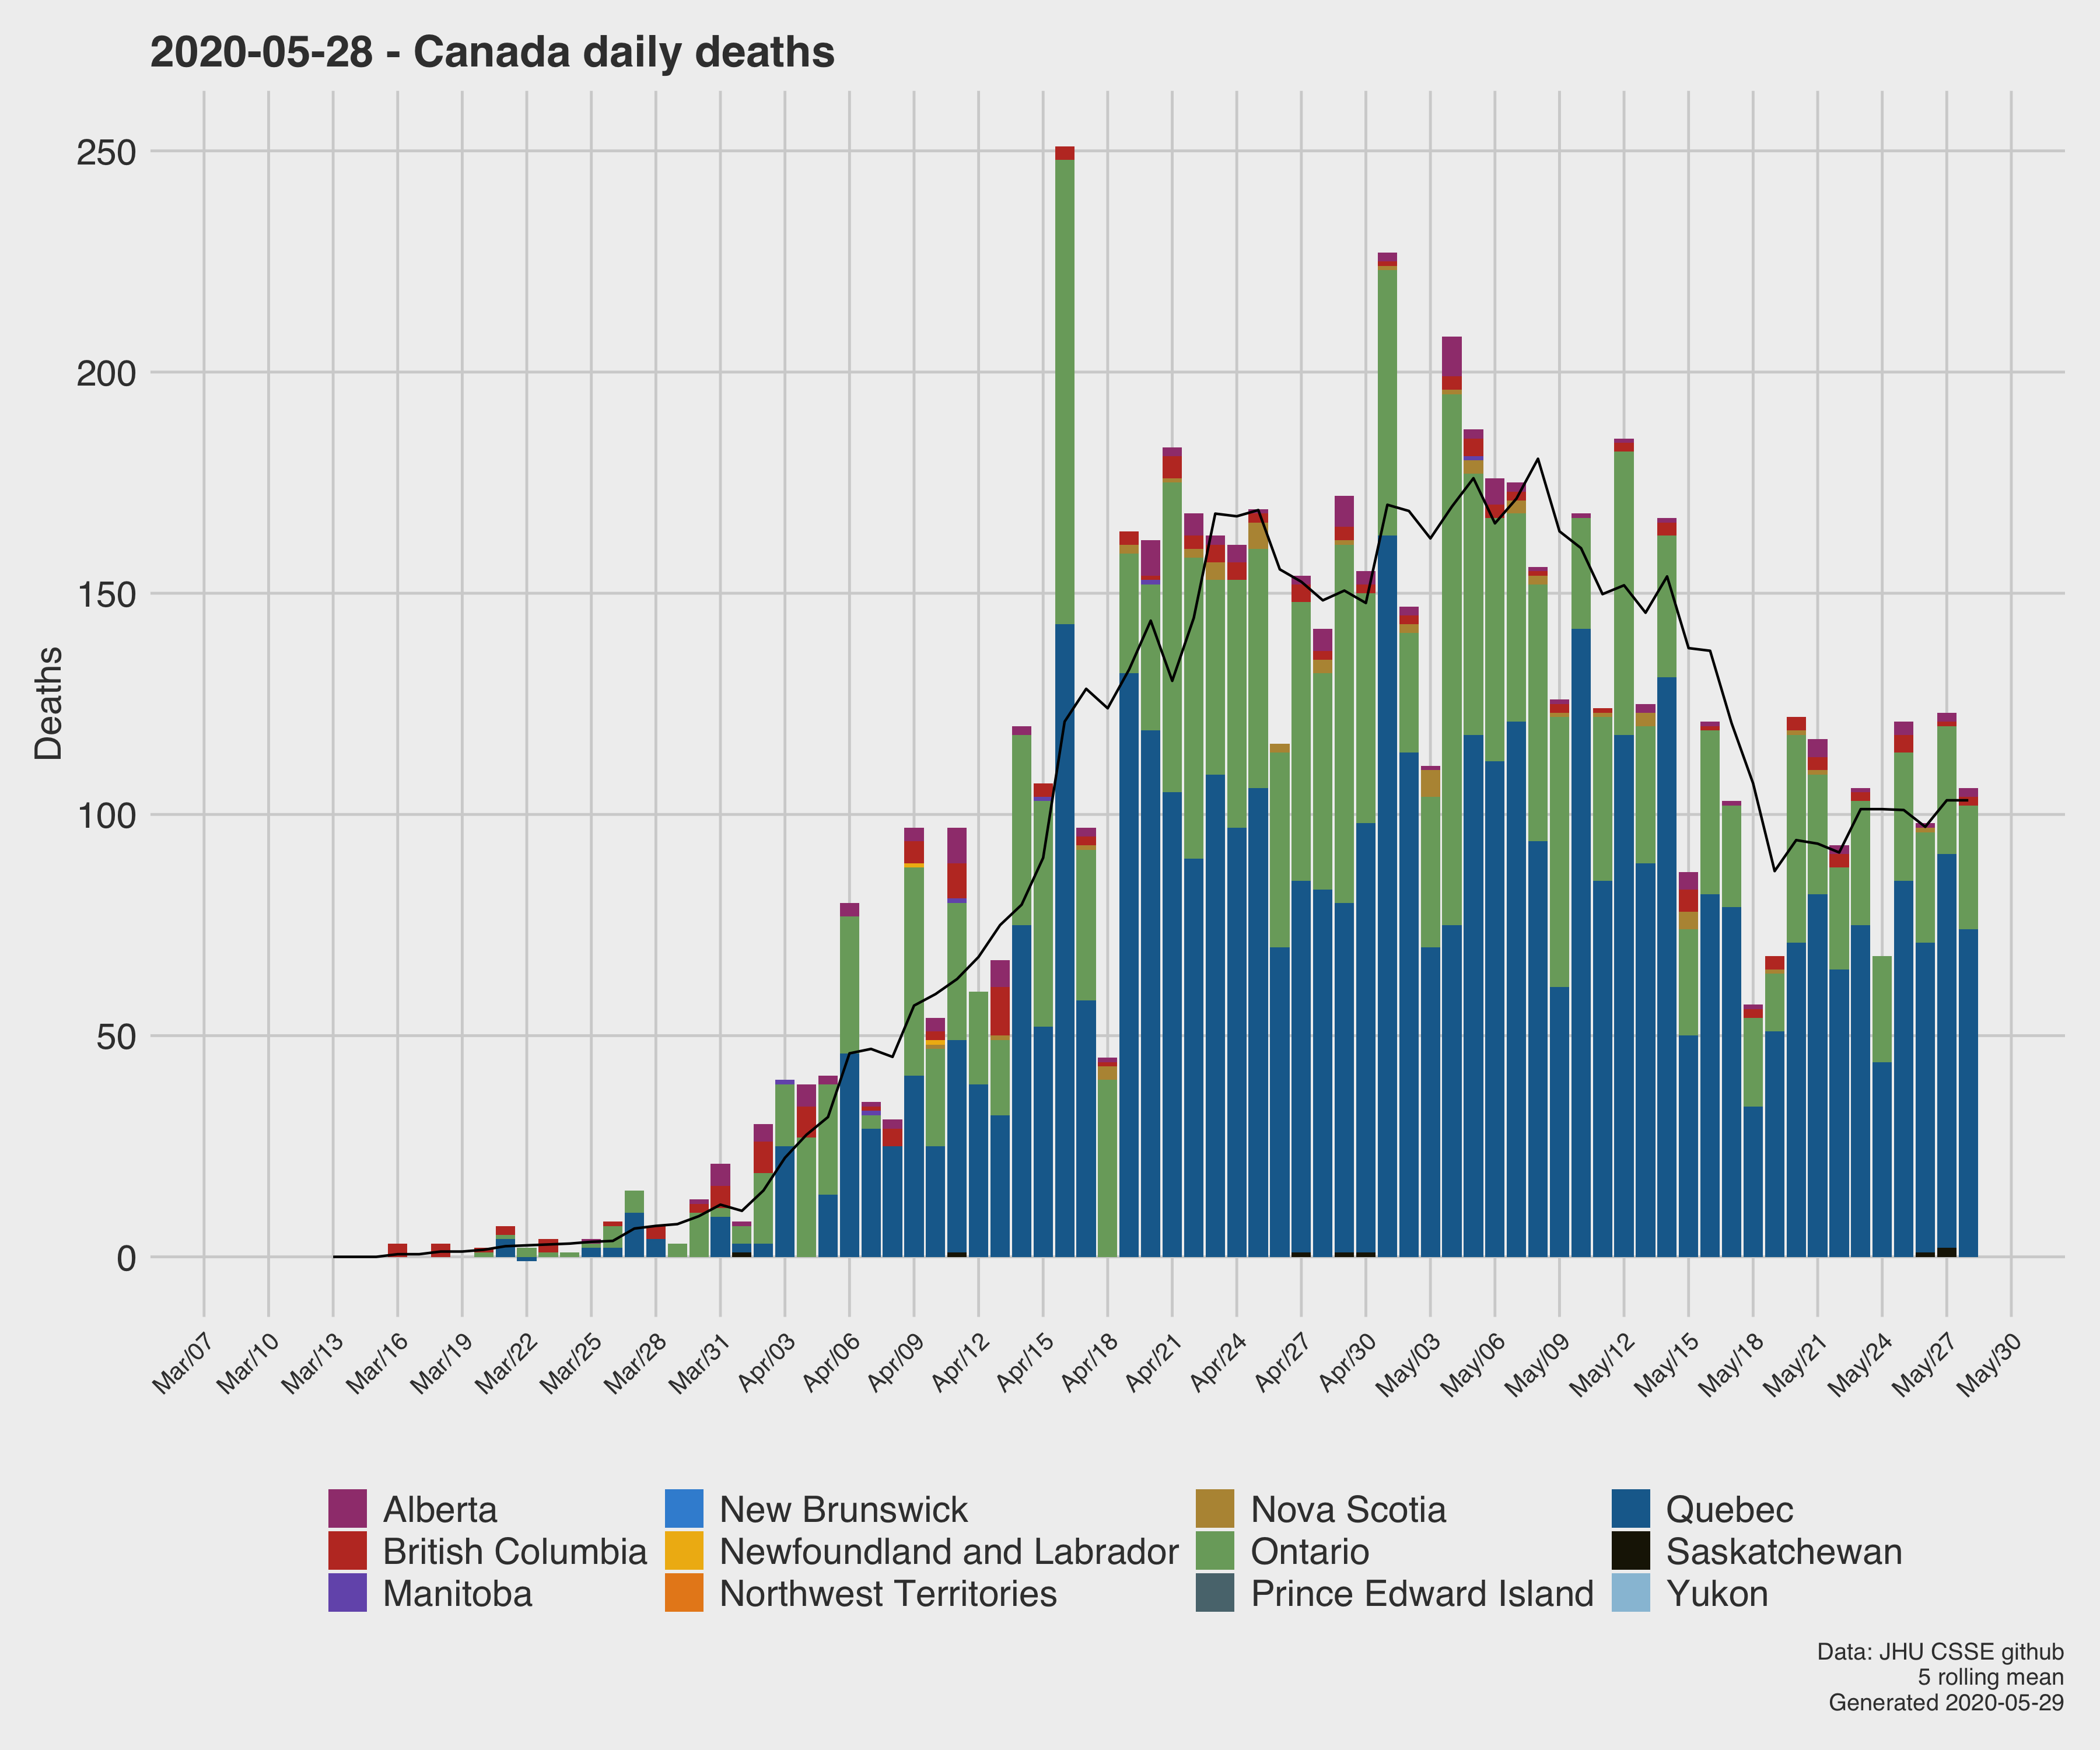 2020-05-28 - Canada daily deaths
Deaths
250
200
150
100
50
0
Mar/07
Mar/10
Mar/13
Mar/16
Mar/19
Mar/22
Mar/25
Mar/28
Mar/31
Apr/03
Apr/06
Apr/09
Apr/12
Apr/15
Apr/18
Apr/21
Apr/24
Apr/27
Apr/30
May/03
May/06
May/09
May/12
May/15
May/18
May/21
May/24
May/27
May/30
Alberta
British Columbia
Manitoba
New Brunswick
Newfoundland and Labrador
Northwest Territories
Nova Scotia
Ontario
Prince Edward Island
Quebec
Saskatchewan
Yukon
Data: JHU CSSE github
5 rolling mean
Generated 2020-05-29